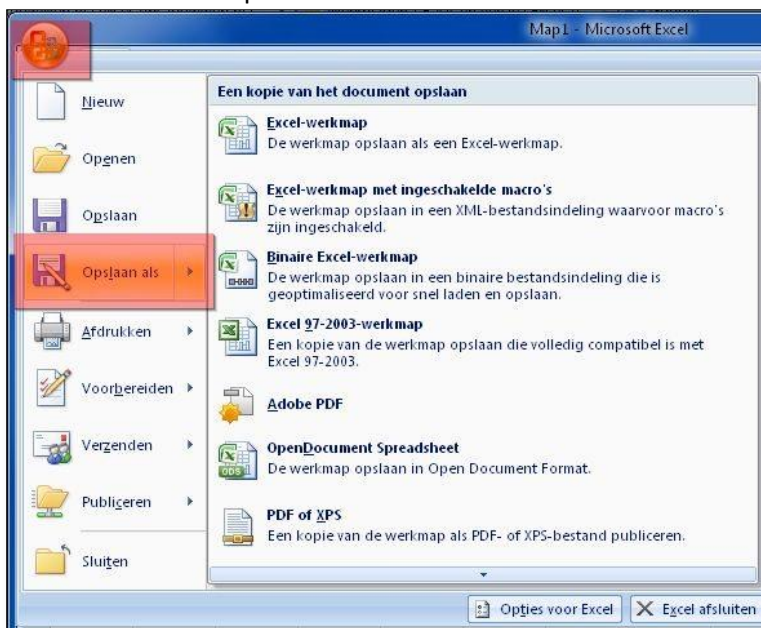 Map1 - Microsoft Excel
Nieuw
Openen
Opslaan
Opslaan als
Afdrukken
Voorbereiden
Verzenden
Publiceren
Sluiten
Een kopie van het document opslaan
Excel-werkmap
De werkmap opslaan als een Excel-werkmap.
Excel-werkmap met ingeschakelde macro's
De werkmap opslaan in een XML-bestandsindeling waarvoor macro's
zijn ingeschakeld.
Binaire Excel-werkmap
De werkmap opslaan in een binaire bestandsindeling die is
geoptimaliseerd voor snel laden en opslaan.
Excel 97-2003-werkmap
Een kopie van de werkmap opslaan die volledig compatibel is met
Excel 97-2003.
Adobe PDF
OpenDocument Spreadsheet
De werkmap opslaan in Open Document Format.
ODS
PDF of XPS
Een kopie van de werkmap als PDF- of XPS-bestand publiceren.
Opties voor Excel
Excel afsluiten